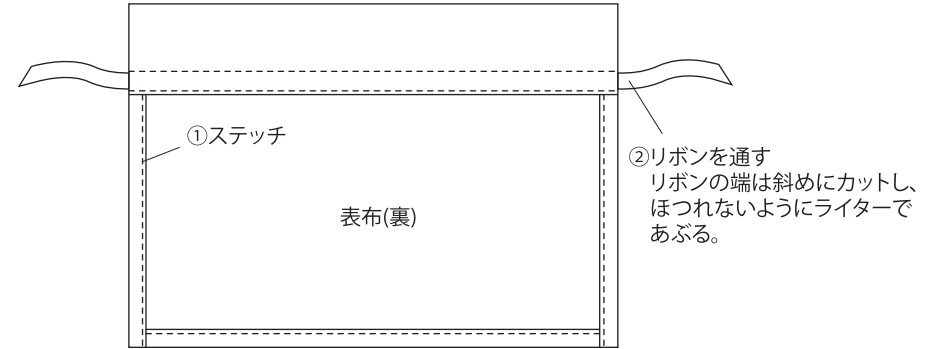 ①ステッチ
②リボンを通す
リボンの端は斜めにカットし、
ほつれないようにライターで
あぶる。
表布(裏)